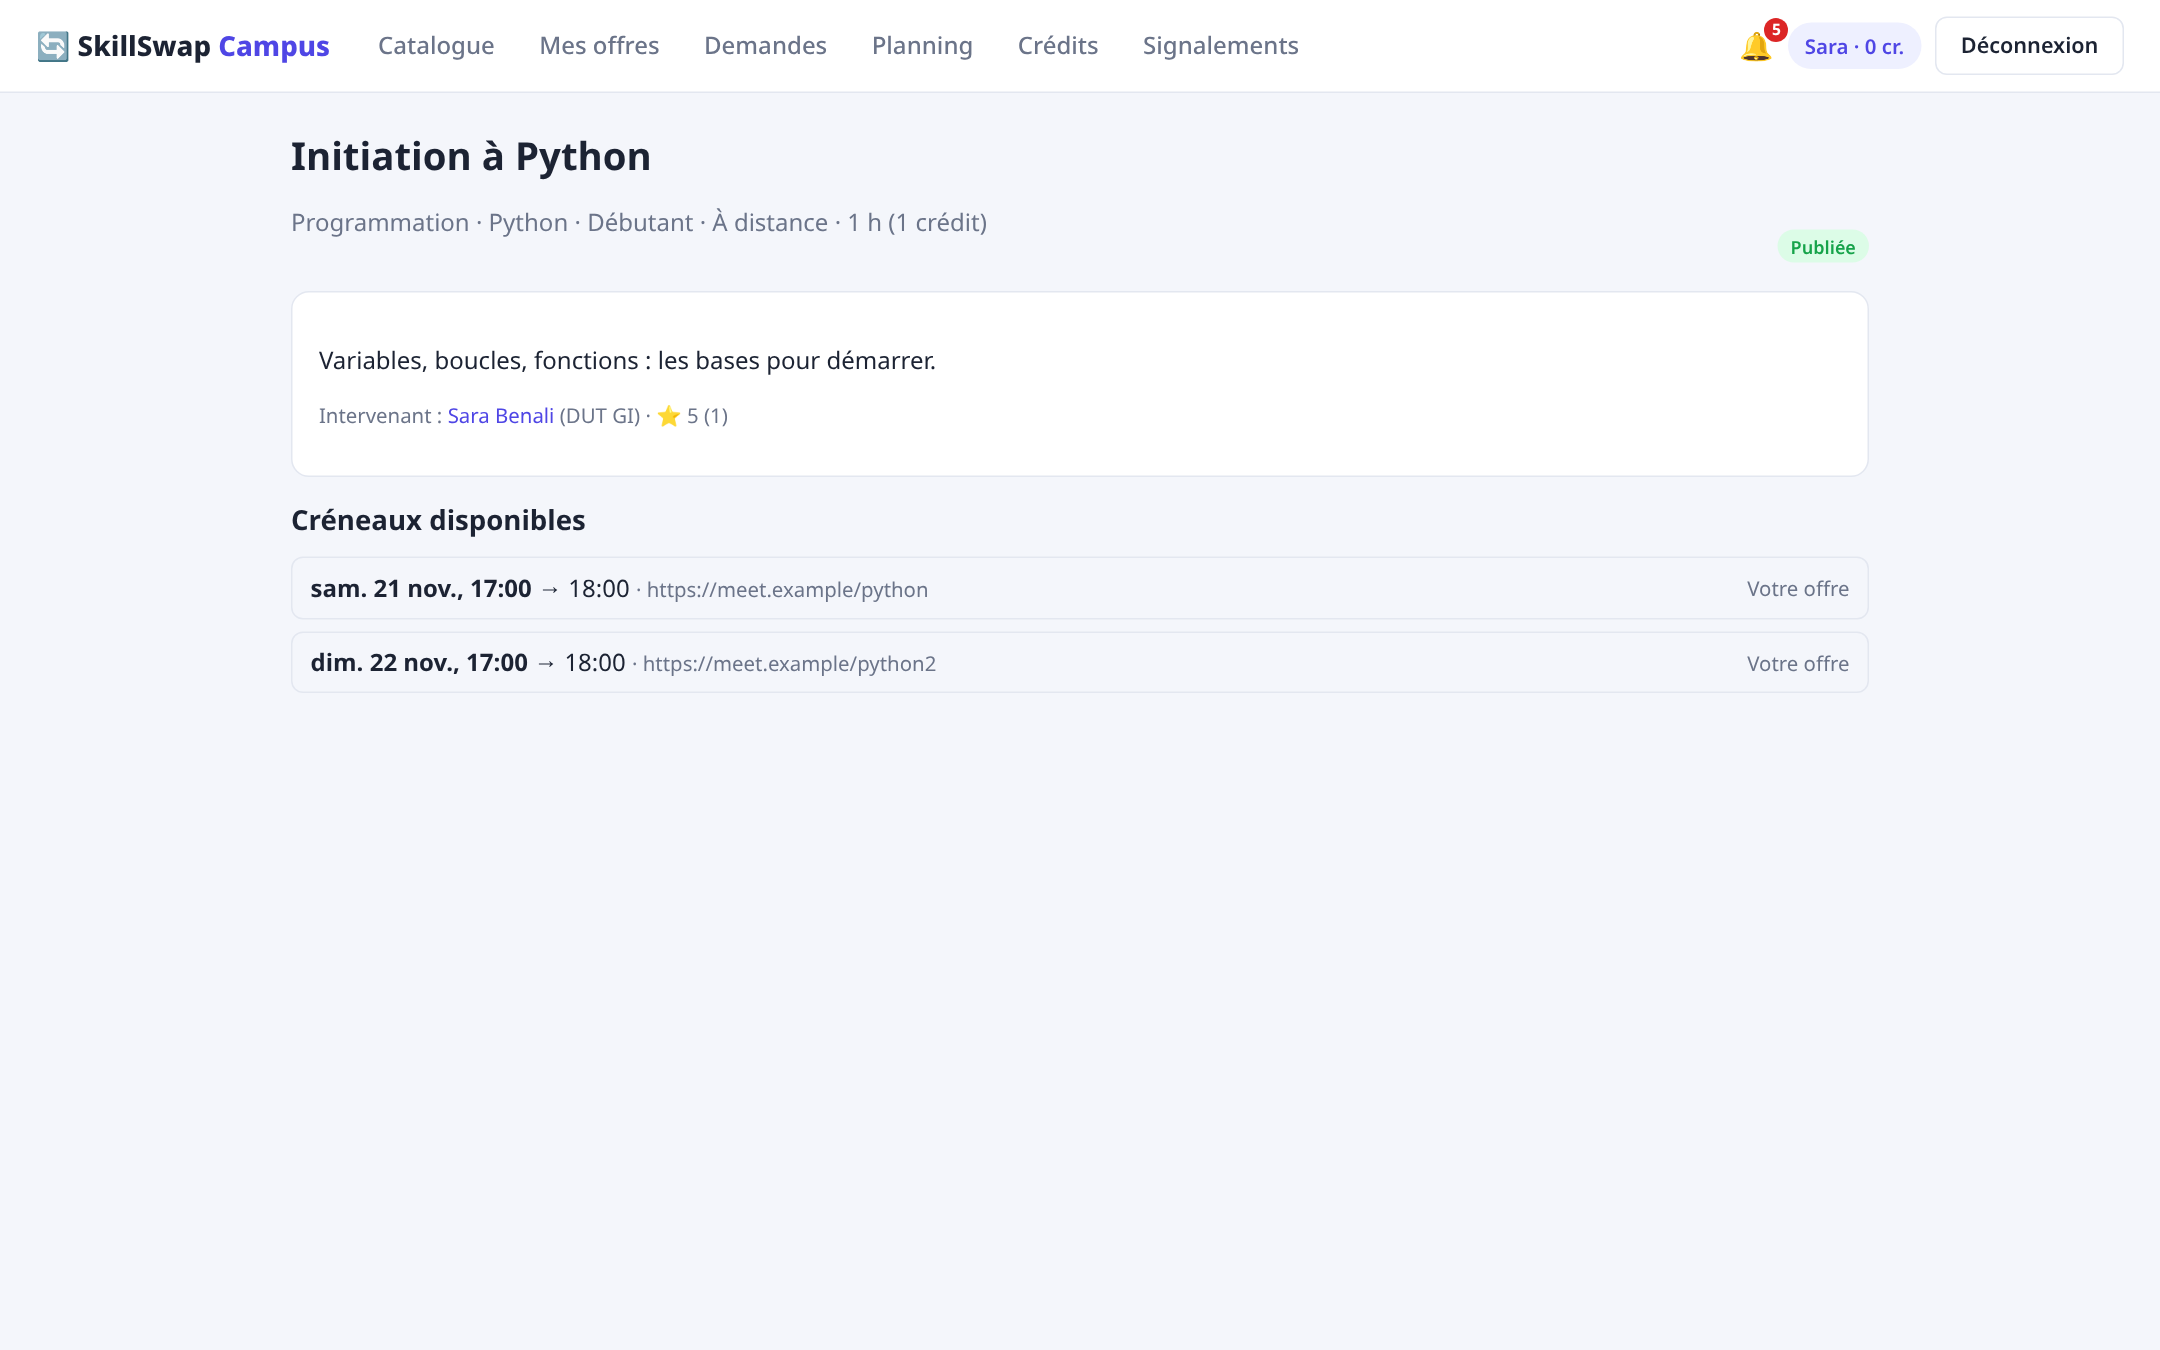 SkillSwap Campus Catalogue Mes offres Demandes Planning Crédits Signalements 5 Sara · 0 cr. Déconnexion
Initiation à Python
Programmation · Python · Débutant · À distance · 1 h (1 crédit)
Publiée
Variables, boucles, fonctions : les bases pour démarrer.
Intervenant : Sara Benali (DUT GI) · ⭐ 5 (1)
Créneaux disponibles
sam. 21 nov., 17:00 → 18:00 · https://meet.example/python Votre offre
dim. 22 nov., 17:00 → 18:00 · https://meet.example/python2 Votre offre